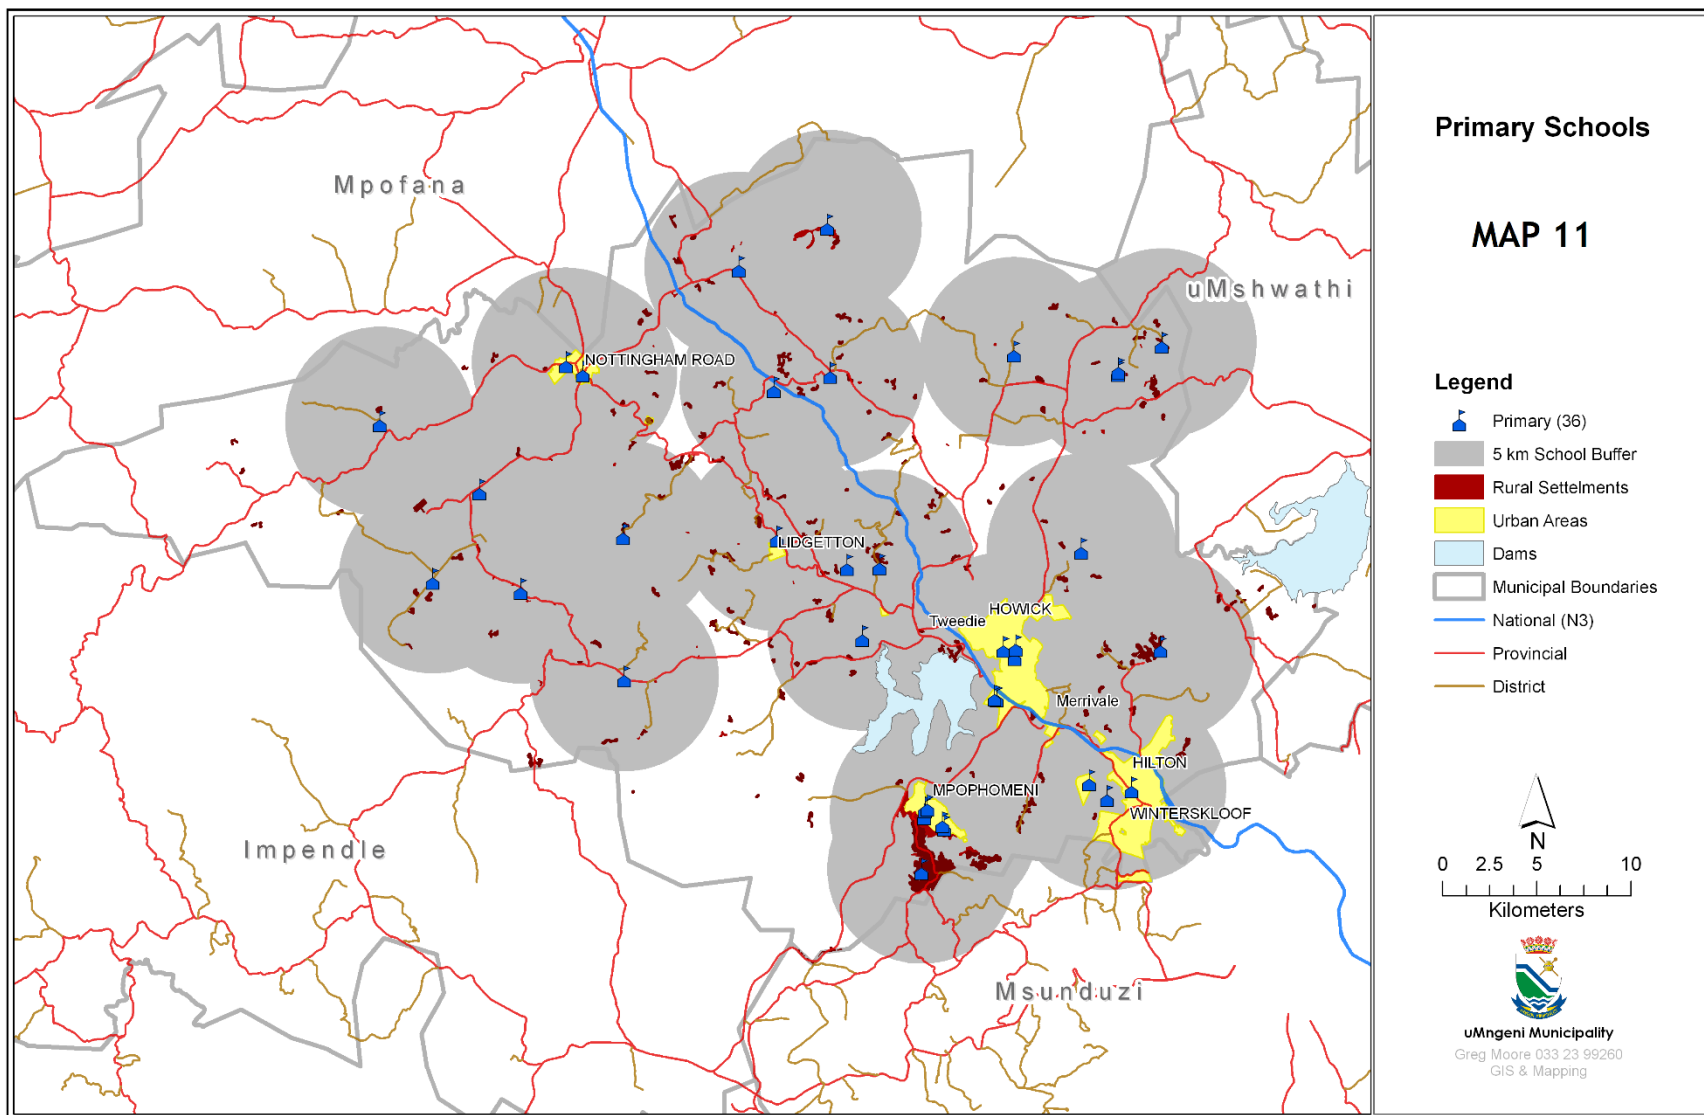 Primary Schools
MAP 11
Mpofana
uMshwathi
NOTTINGHAM ROAD
LIDGETTON
HOWICK
Tweedie
Merrivale
HILTON
MPOPHOMENI
WINTERSKLOOF
Impendle
Msunduzi
Legend
Primary (36)
5 km School Buffer
Rural Settelments
Urban Areas
Dams
Municipal Boundaries
National (N3)
Provincial
District
N
0 2.5 5 10
Kilometers
uMngeni Municipality
Greg Moore 033 23 99260
GIS & Mapping